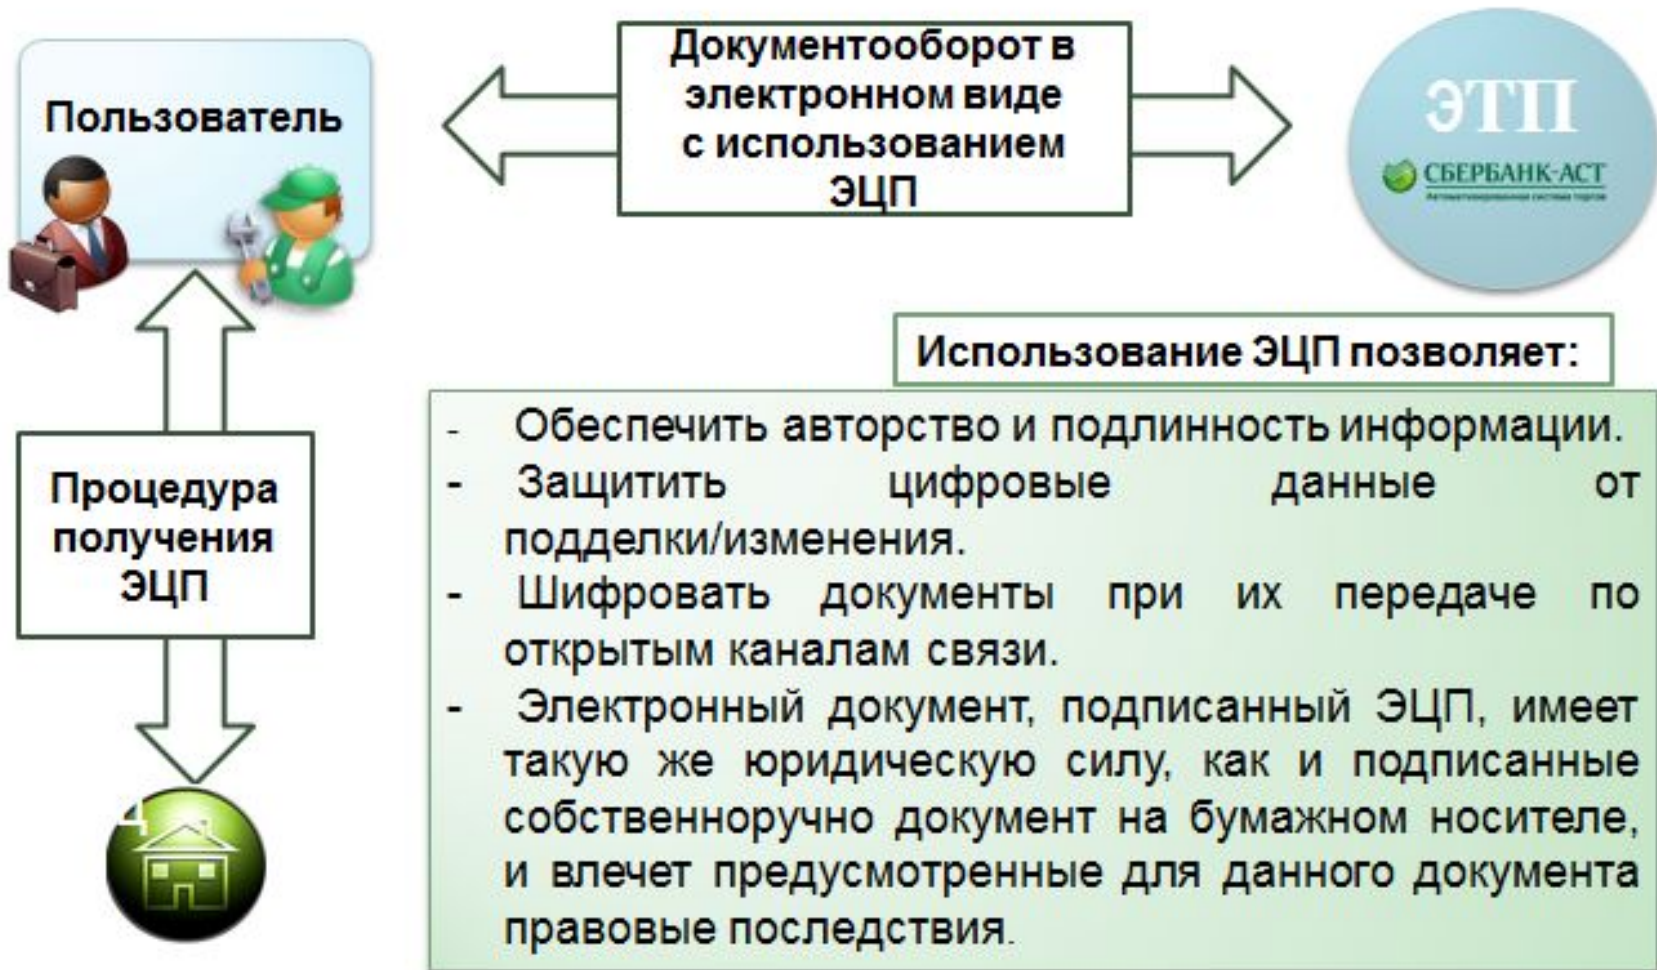 Пользователь
Документооборот в
электронном виде
с использованием
ЭЦП
ЭТП
СБЕРБАНК-АСТ
Автоматизированная система торгов
Процедура
получения
ЭЦП
Использование ЭЦП позволяет:
- Обеспечить авторство и подлинность информации.
- Защитить цифровые данные от
подделки/изменения.
- Шифровать документы при их передаче по
открытым каналам связи.
- Электронный документ, подписанный ЭЦП, имеет
такую же юридическую силу, как и подписанные
собственноручно документ на бумажном носителе,
и влечет предусмотренные для данного документа
правовые последствия.